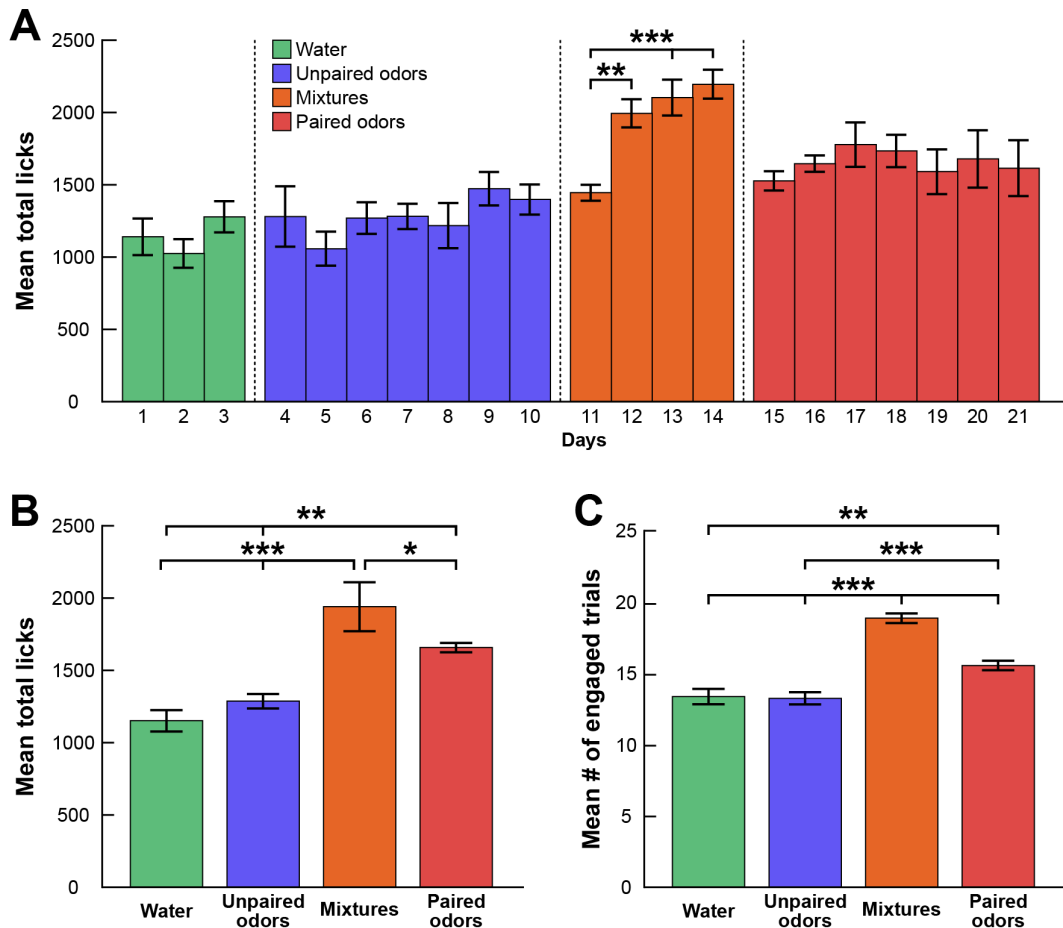 A
2500
2000
1500
1000
500
0
Mean total licks
Water
Unpaired odors
Mixtures
Paired odors
***
**
1 2 3 4 5 6 7 8 9 10 11 12 13 14 15 16 17 18 19 20 21
Days
B
2500
2000
1500
1000
500
0
Mean total licks
**
***
*
Water
Unpaired
odors
Mixtures
Paired
odors
C
25
20
15
10
5
0
Mean # of engaged trials
**
***
***
Water
Unpaired
odors
Mixtures
Paired
odors